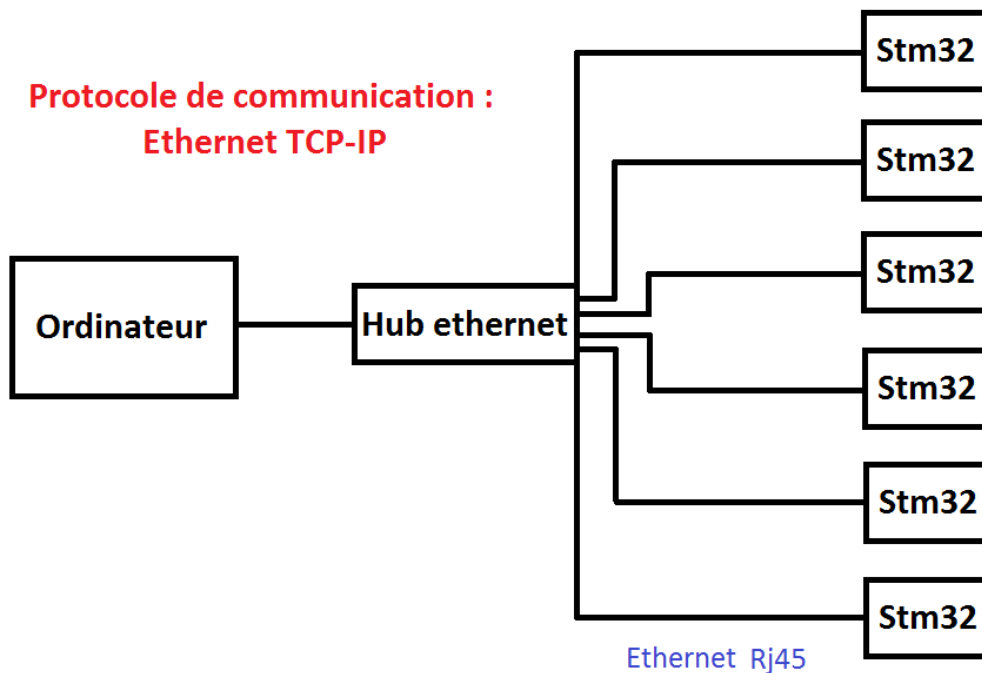 Protocole de communication :
Ethernet TCP-IP
Ordinateur
Hub ethernet
Stm32
Stm32
Stm32
Stm32
Stm32
Stm32
Ethernet Rj45